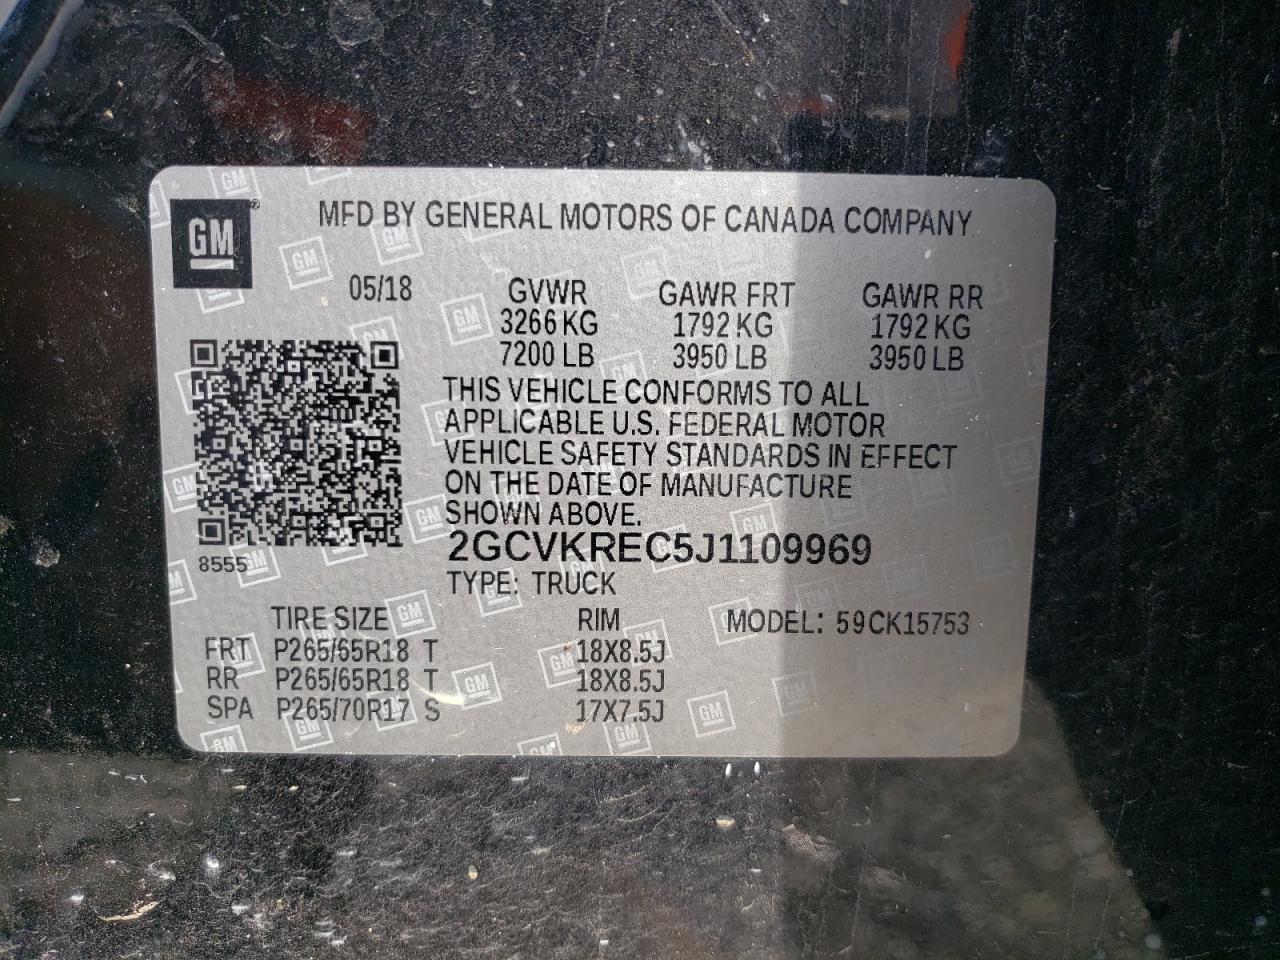 GM®
MFD BY GENERAL MOTORS OF CANADA COMPANY
05/18 GVWR GAWR FRT GAWR RR
3266 KG 1792 KG 1792 KG
7200 LB 3950 LB 3950 LB
THIS VEHICLE CONFORMS TO ALL
APPLICABLE U.S. FEDERAL MOTOR
VEHICLE SAFETY STANDARDS IN EFFECT
ON THE DATE OF MANUFACTURE
SHOWN ABOVE.
8555
2GCVKREC5J1109969
TYPE: TRUCK
TIRE SIZE RIM MODEL: 59CK15753
FRT P265/65R18 T 18X8.5J
RR P265/65R18 T 18X8.5J
SPA P265/70R17 S 17X7.5J